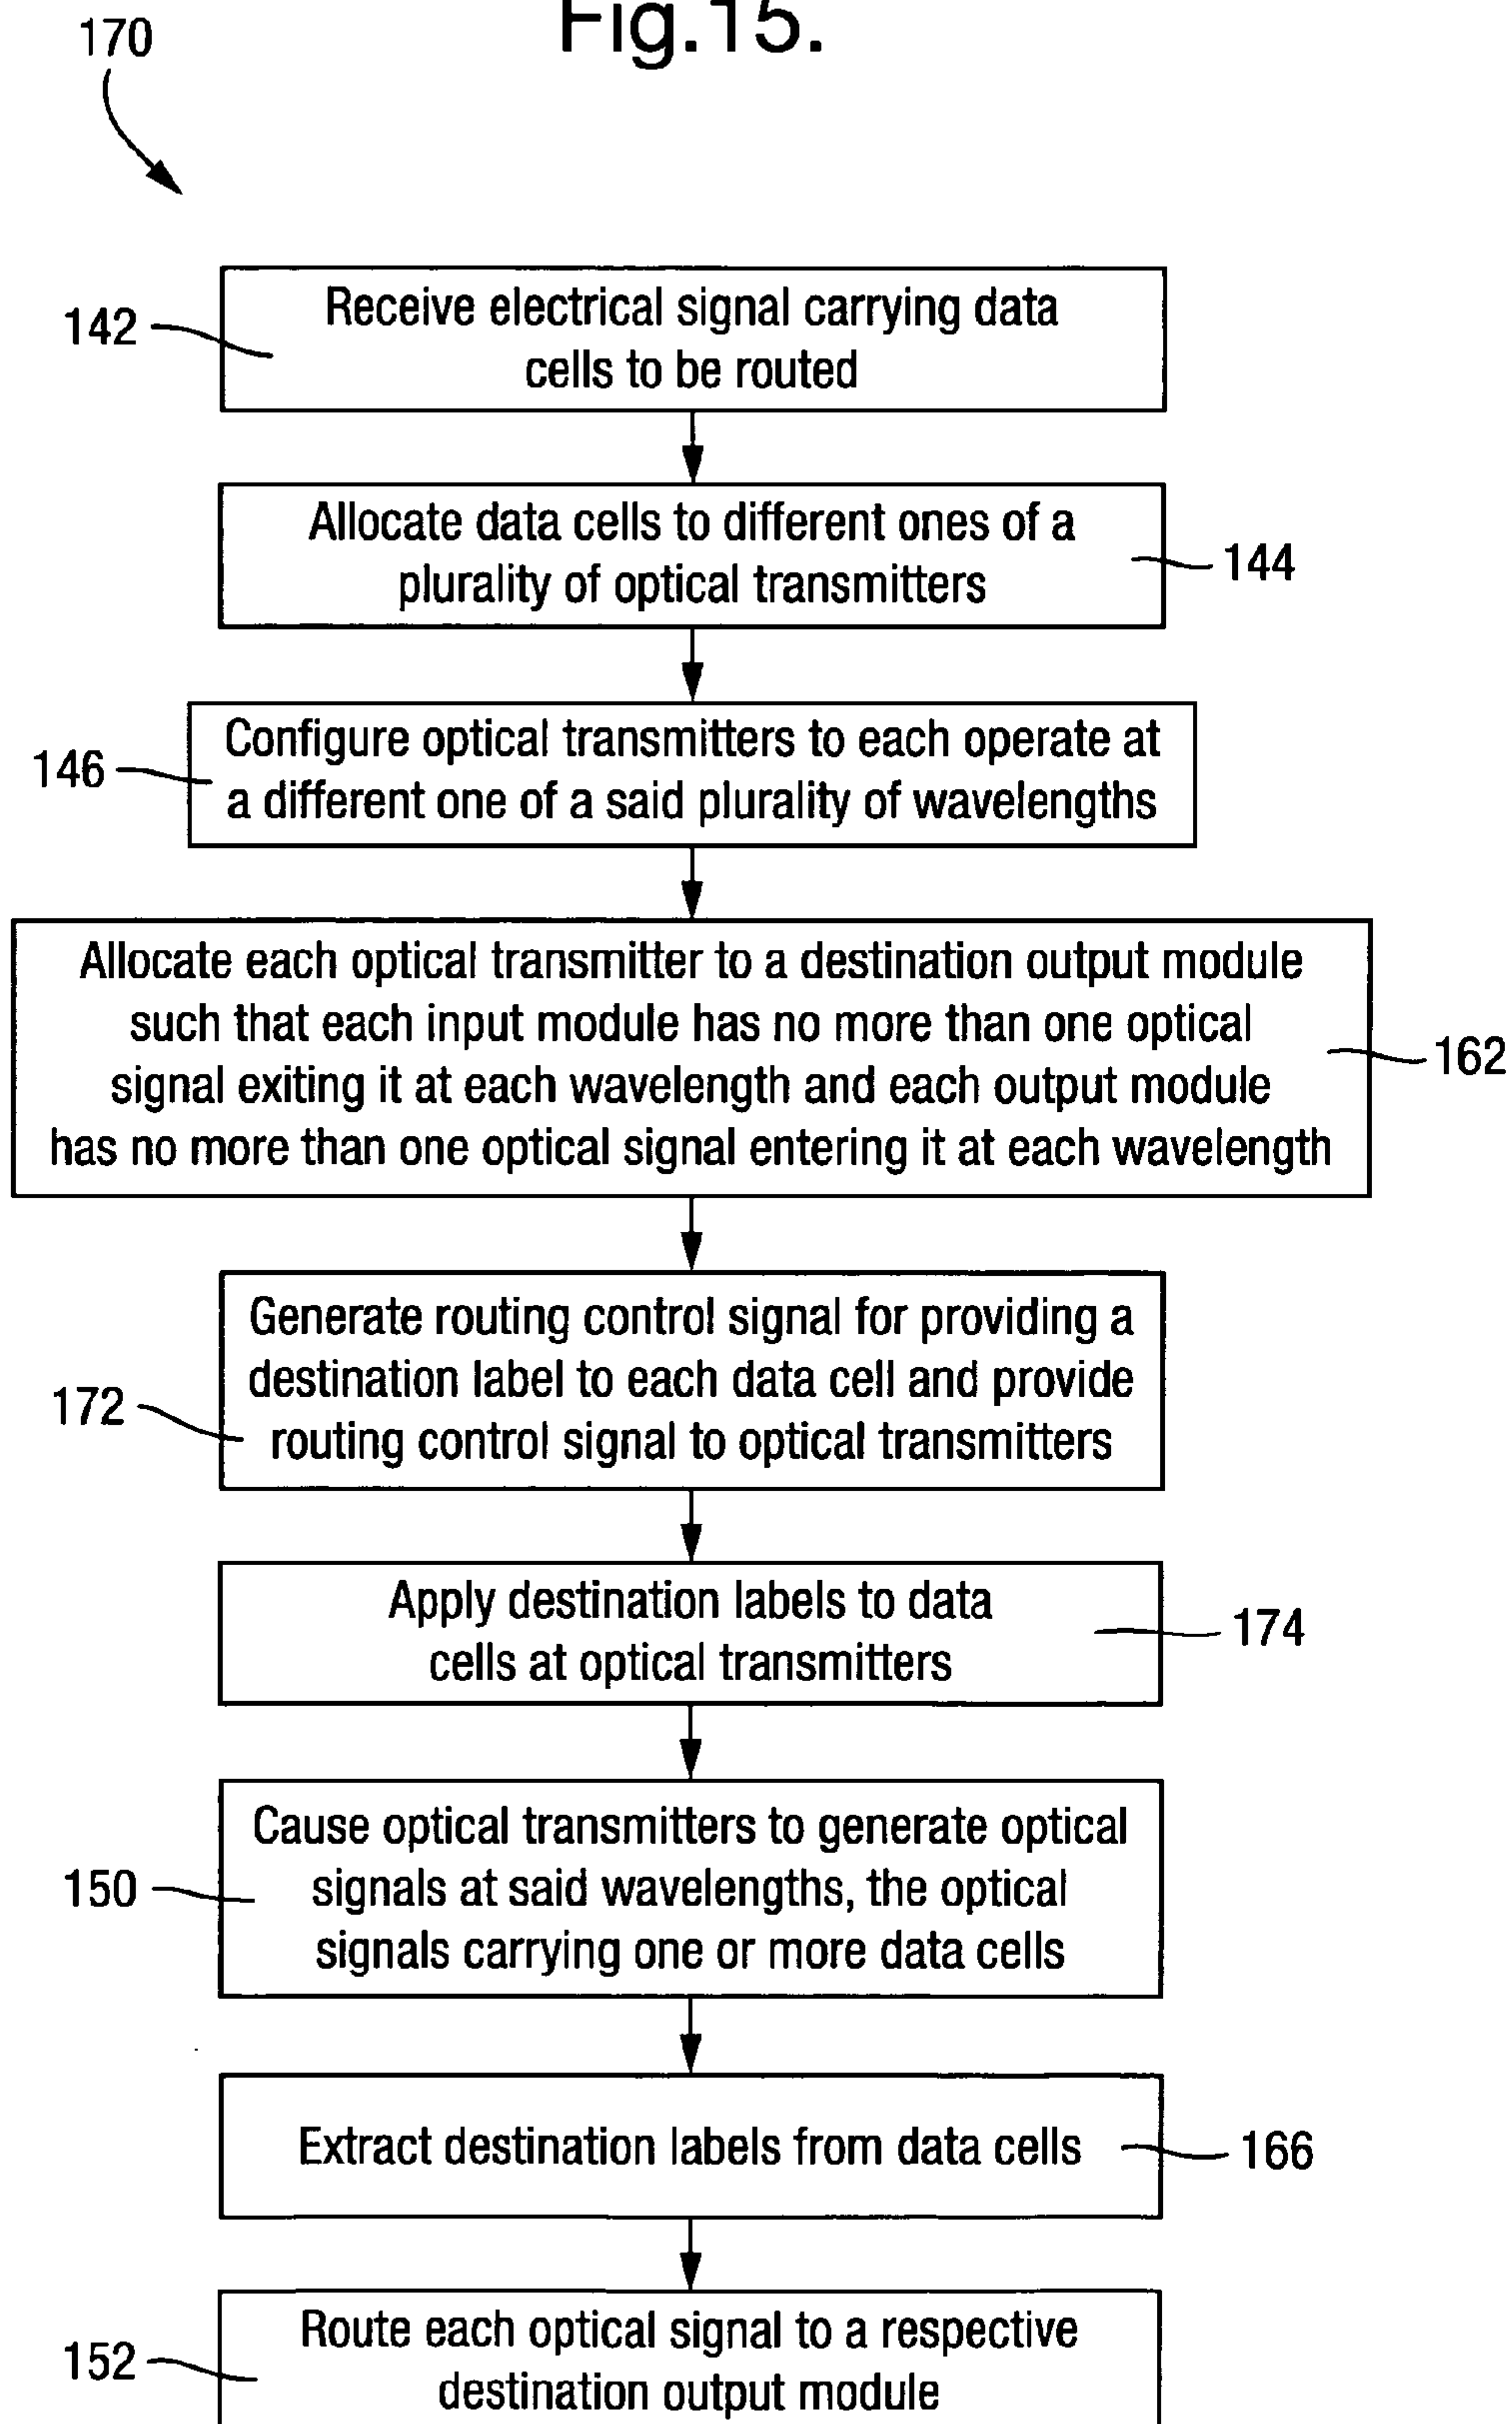 Fig.15.
170
142
Receive electrical signal carrying data
cells to be routed
Allocate data cells to different ones of a
plurality of optical transmitters
144
146
Configure optical transmitters to each operate at
a different one of a said plurality of wavelengths
Allocate each optical transmitter to a destination output module
such that each input module has no more than one optical
signal exiting it at each wavelength and each output module
has no more than one optical signal entering it at each wavelength
162
172
Generate routing control signal for providing a
destination label to each data cell and provide
routing control signal to optical transmitters
Apply destination labels to data
cells at optical transmitters
174
150
Cause optical transmitters to generate optical
signals at said wavelengths, the optical
signals carrying one or more data cells
Extract destination labels from data cells
166
152
Route each optical signal to a respective
destination output module